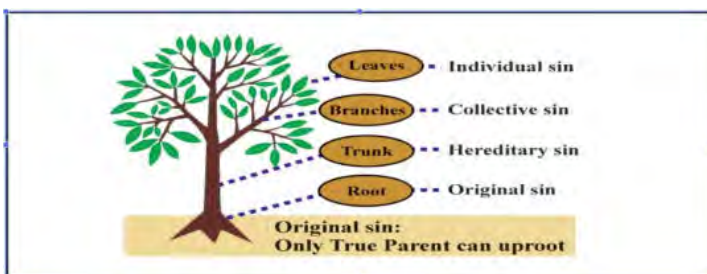 Leaves Individual sin
Branches Collective sin
Trunk Hereditary sin
Root Original sin
Original sin:
Only True Parent can uproot